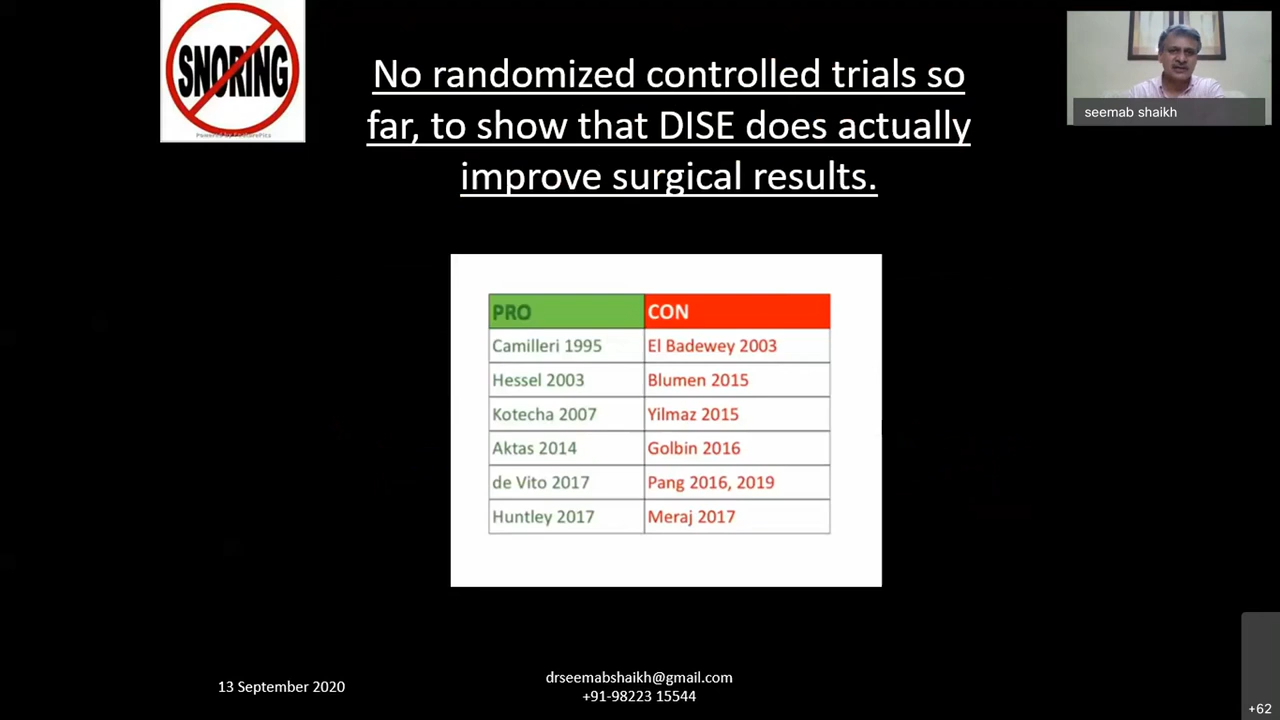 SNORING
No randomized controlled trials so
far, to show that DISE does actually
improve surgical results.
seemab shaikh
PRO CON
Camilleri 1995 El Badewey 2003
Hessel 2003 Blumen 2015
Kotecha 2007 Yilmaz 2015
Aktas 2014 Golbin 2016
de Vito 2017 Pang 2016, 2019
Huntley 2017 Meraj 2017
13 September 2020
drseemabshaikh@gmail.com
+91-98223 15544
+62